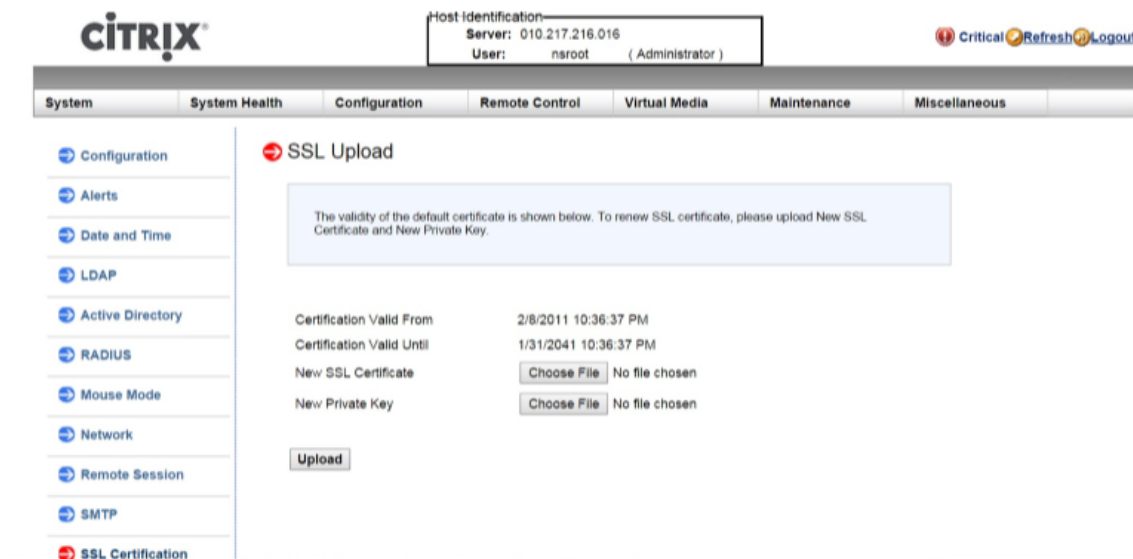 CITRIX
Host Identification
Server: 010.217.216.016
User: nsroot ( Administrator )
Critical Refresh Logout
System System Health Configuration Remote Control Virtual Media Maintenance Miscellaneous
Configuration
Alerts
Date and Time
LDAP
Active Directory
RADIUS
Mouse Mode
Network
Remote Session
SMTP
SSL Certification
SSL Upload
The validity of the default certificate is shown below. To renew SSL certificate, please upload New SSL
Certificate and New Private Key.
Certification Valid From 2/8/2011 10:36:37 PM
Certification Valid Until 1/31/2041 10:36:37 PM
New SSL Certificate Choose File No file chosen
New Private Key Choose File No file chosen
Upload